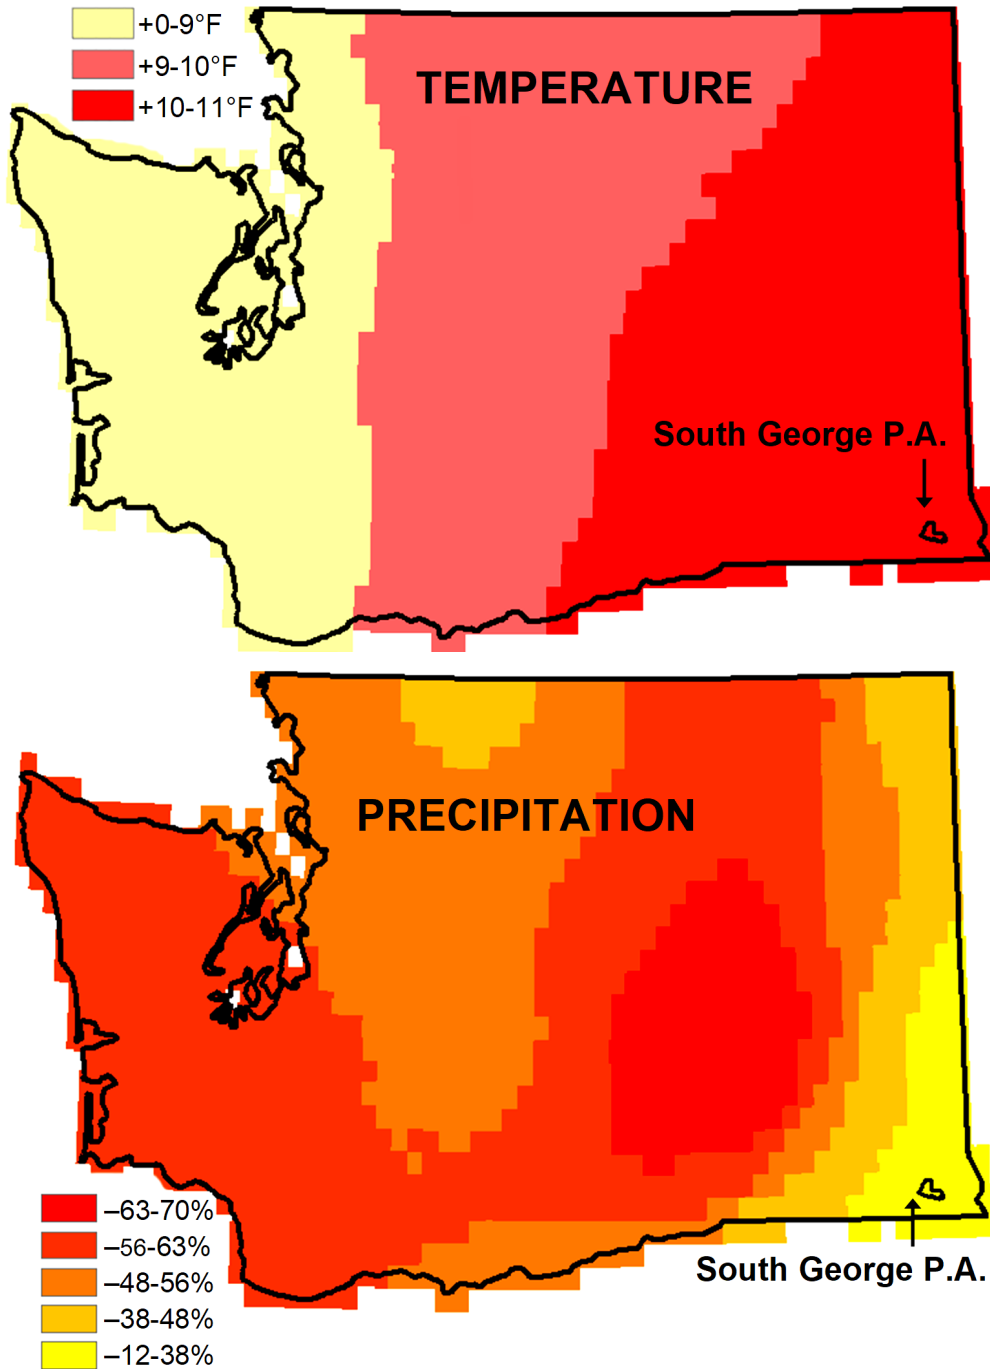 +0-9°F
+9-10°F
+10-11°F
TEMPERATURE
South George P.A.
PRECIPITATION
–63-70%
–56-63%
–48-56%
–38-48%
–12-38%
South George P.A.